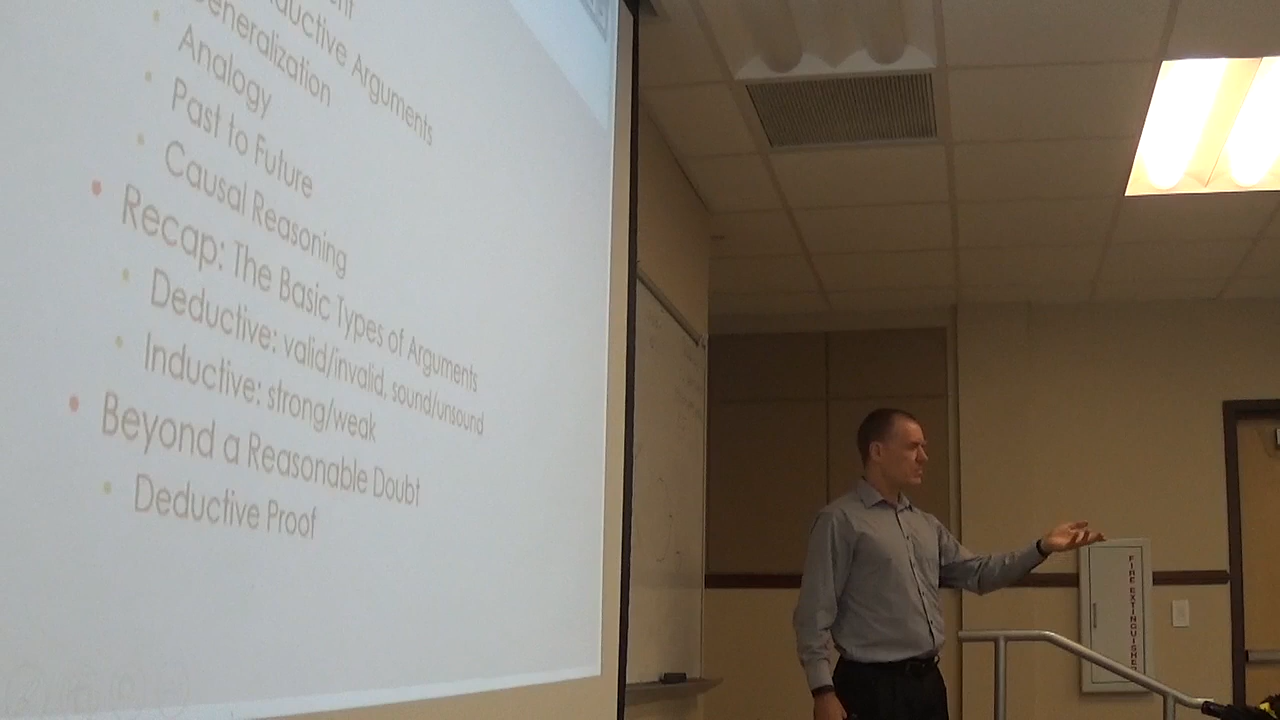 Arguments
Generalization
Analogy
Past to Future
Causal Reasoning
Recap: The Basic Types of Arguments
Deductive: valid/invalid, sound/unsound
Inductive: strong/weak
Beyond a Reasonable Doubt
Deductive Proof
FIRE EXTINGUISHER